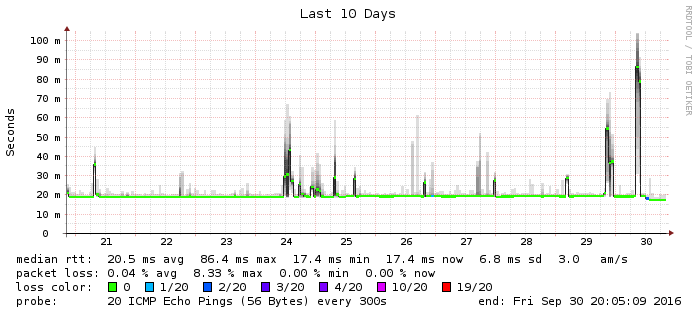 Last 10 Days
RRDTOOL / TOBI OETIKER
Seconds
100 m
90 m
80 m
70 m
60 m
50 m
40 m
30 m
20 m
10 m
0
21 22 23 24 25 26 27 28 29 30
median rtt: 20.5 ms avg 86.4 ms max 17.4 ms min 17.4 ms now 6.8 ms sd 3.0 am/s
packet loss: 0.04 % avg 8.33 % max 0.00 % min 0.00 % now
loss color: 0 1/20 2/20 3/20 4/20 10/20 19/20
probe: 20 ICMP Echo Pings (56 Bytes) every 300s end: Fri Sep 30 20:05:09 2016